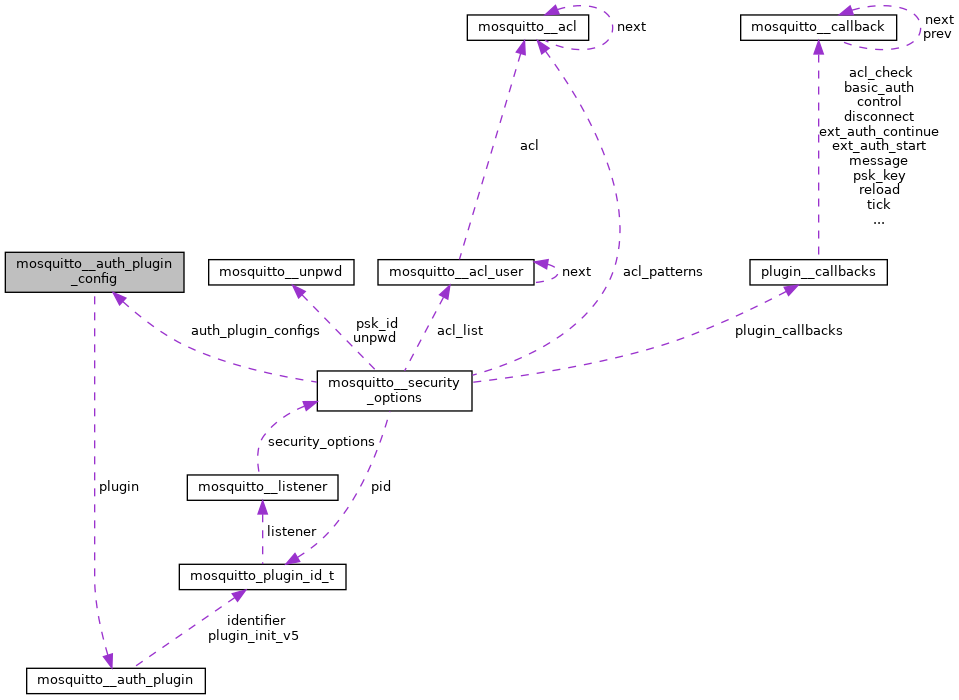 mosquitto__acl
next
mosquitto__callback
next
prev
acl_check
basic_auth
control
disconnect
ext_auth_continue
ext_auth_start
message
psk_key
reload
tick
...
acl
mosquitto__auth_plugin
_config
mosquitto__unpwd
mosquitto__acl_user
next
acl_patterns
plugin__callbacks
auth_plugin_configs
psk_id
unpwd
acl_list
plugin_callbacks
mosquitto__security
_options
security_options
mosquitto__listener
plugin
pid
listener
mosquitto_plugin_id_t
identifier
plugin_init_v5
mosquitto__auth_plugin